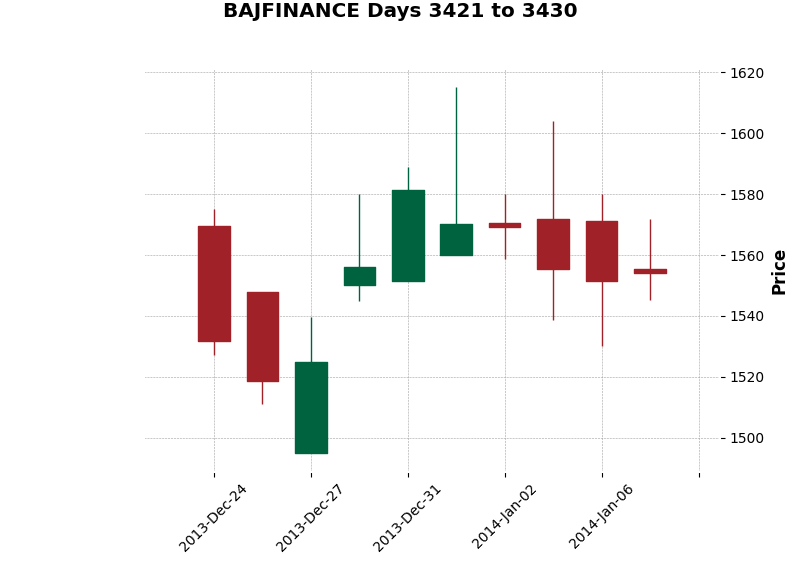 BAJFINANCE Days 3421 to 3430
1620
1600
1580
1560
1540
1520
1500
Price
2013-Dec-24
2013-Dec-27
2013-Dec-31
2014-Jan-02
2014-Jan-06